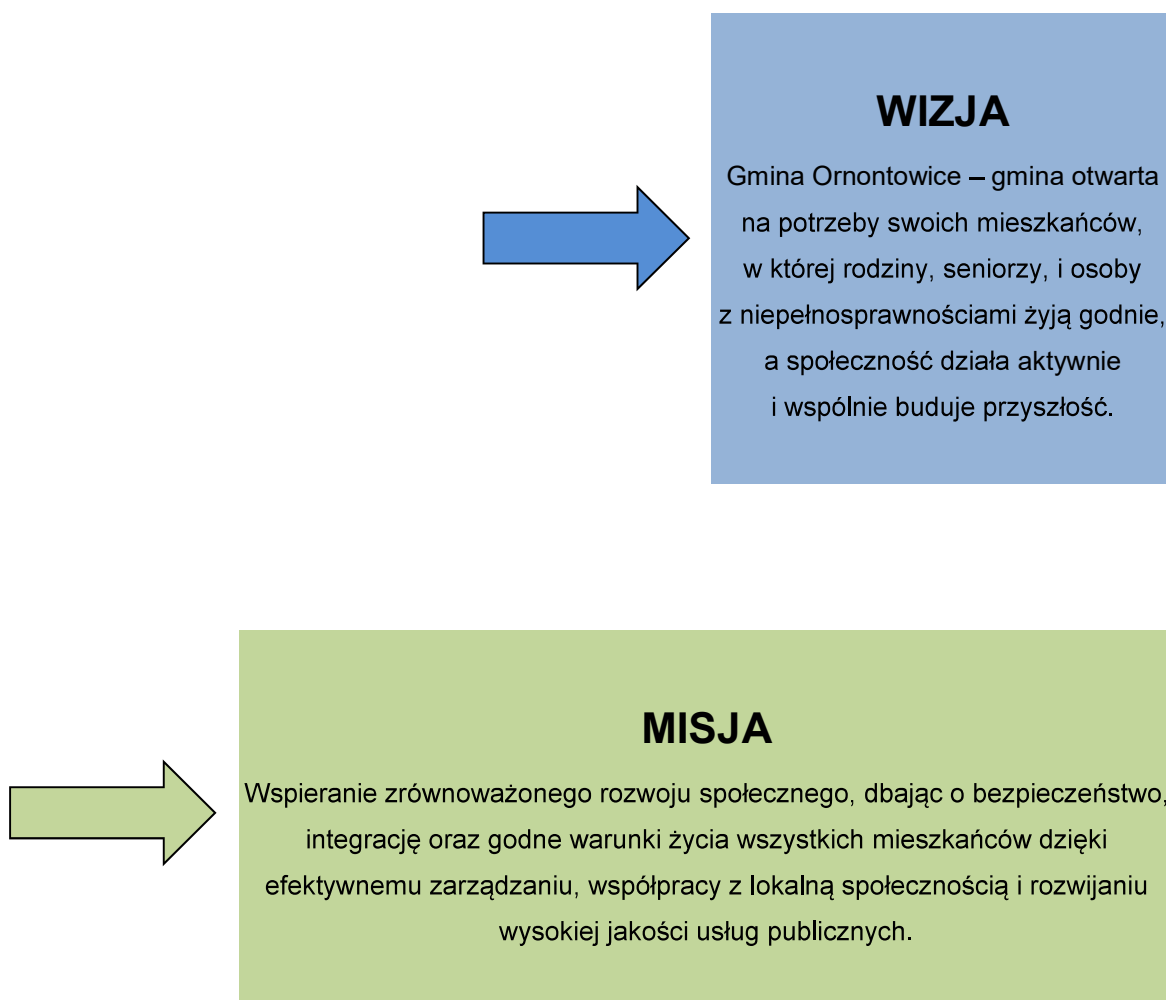 WIZJA
Gmina Ornontowice – gmina otwarta
na potrzeby swoich mieszkańców,
w której rodziny, seniorzy, i osoby
z niepełnosprawnościami żyją godnie,
a społeczność działa aktywnie
i wspólnie buduje przyszłość.
MISJA
Wspieranie zrównoważonego rozwoju społecznego, dbając o bezpieczeństwo,
integrację oraz godne warunki życia wszystkich mieszkańców dzięki
efektywnemu zarządzaniu, współpracy z lokalną społecznością i rozwijaniu
wysokiej jakości usług publicznych.